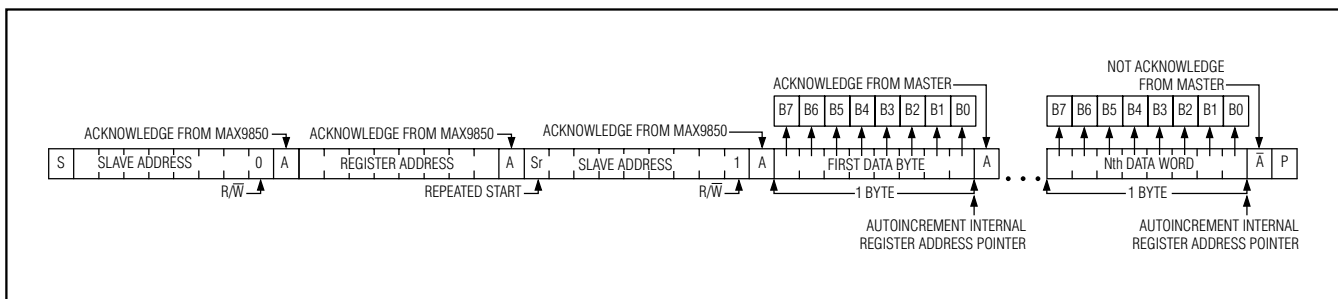 ACKNOWLEDGE FROM MASTER
NOT ACKNOWLEDGE
FROM MASTER
B7 B6 B5 B4 B3 B2 B1 B0
B7 B6 B5 B4 B3 B2 B1 B0
ACKNOWLEDGE FROM MAX9850
ACKNOWLEDGE FROM MAX9850
ACKNOWLEDGE FROM MAX9850
S SLAVE ADDRESS 0 A REGISTER ADDRESS A Sr SLAVE ADDRESS 1 A FIRST DATA BYTE A ... Nth DATA WORD A̅ P
R/W̅
REPEATED START
R/W̅
1 BYTE
1 BYTE
AUTOINCREMENT INTERNAL
REGISTER ADDRESS POINTER
AUTOINCREMENT INTERNAL
REGISTER ADDRESS POINTER